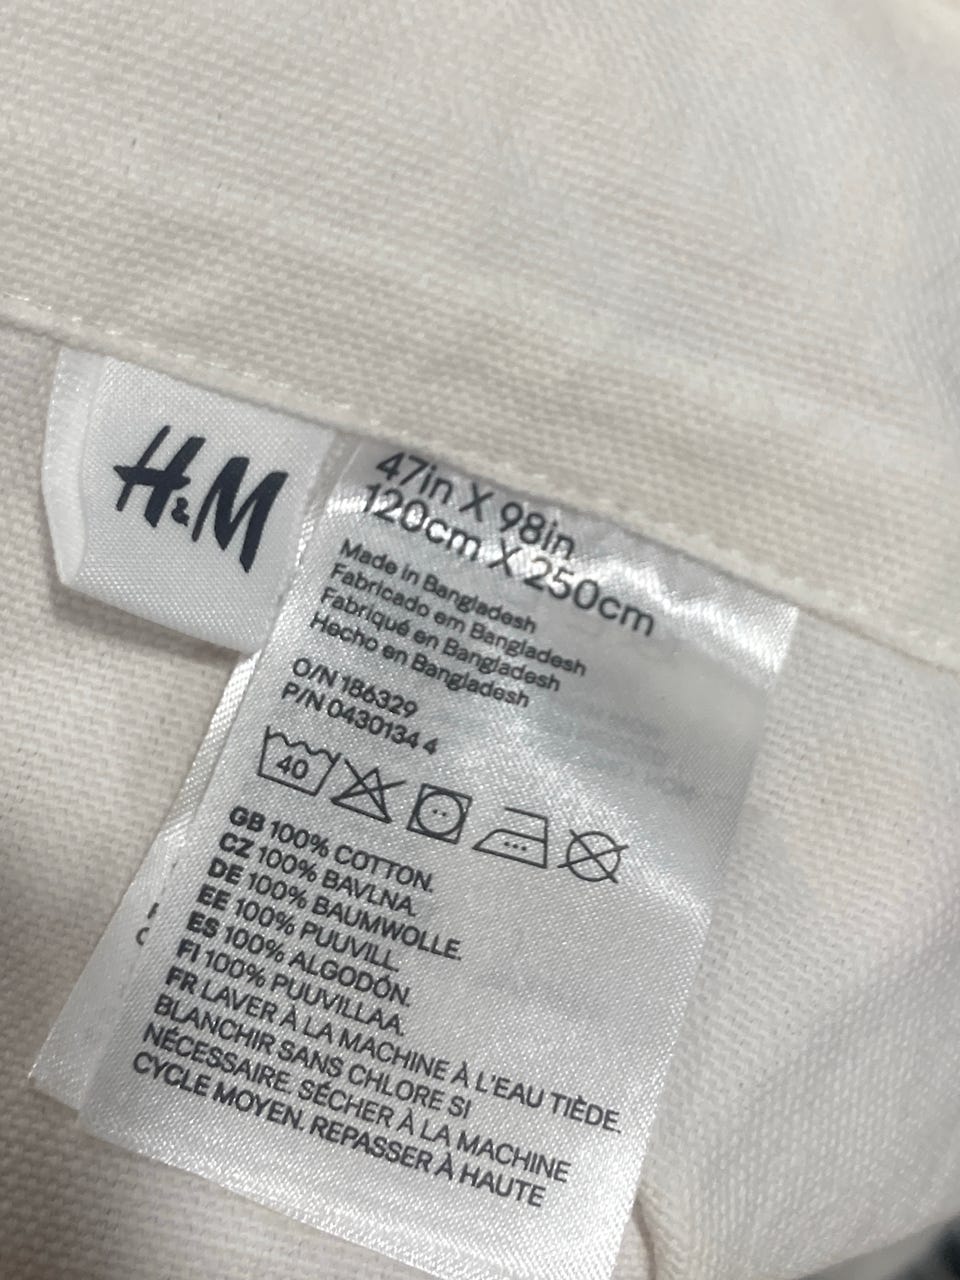 H&M
47in X 98in
120cm X 250cm
Made in Bangladesh
Fabricado em Bangladesh
Fabriqué en Bangladesh
Hecho en Bangladesh
O/N 186329
P/N 0430134 4
40
GB 100% COTTON.
CZ 100% BAVLNA.
DE 100% BAUMWOLLE.
EE 100% PUUVILL.
ES 100% ALGODÓN.
FI 100% PUUVILLAA.
FR LAVER À LA MACHINE À L'EAU TIÈDE.
BLANCHIR SANS CHLORE SI
NÉCESSAIRE. SÉCHER À LA MACHINE
CYCLE MOYEN. REPASSER À HAUTE